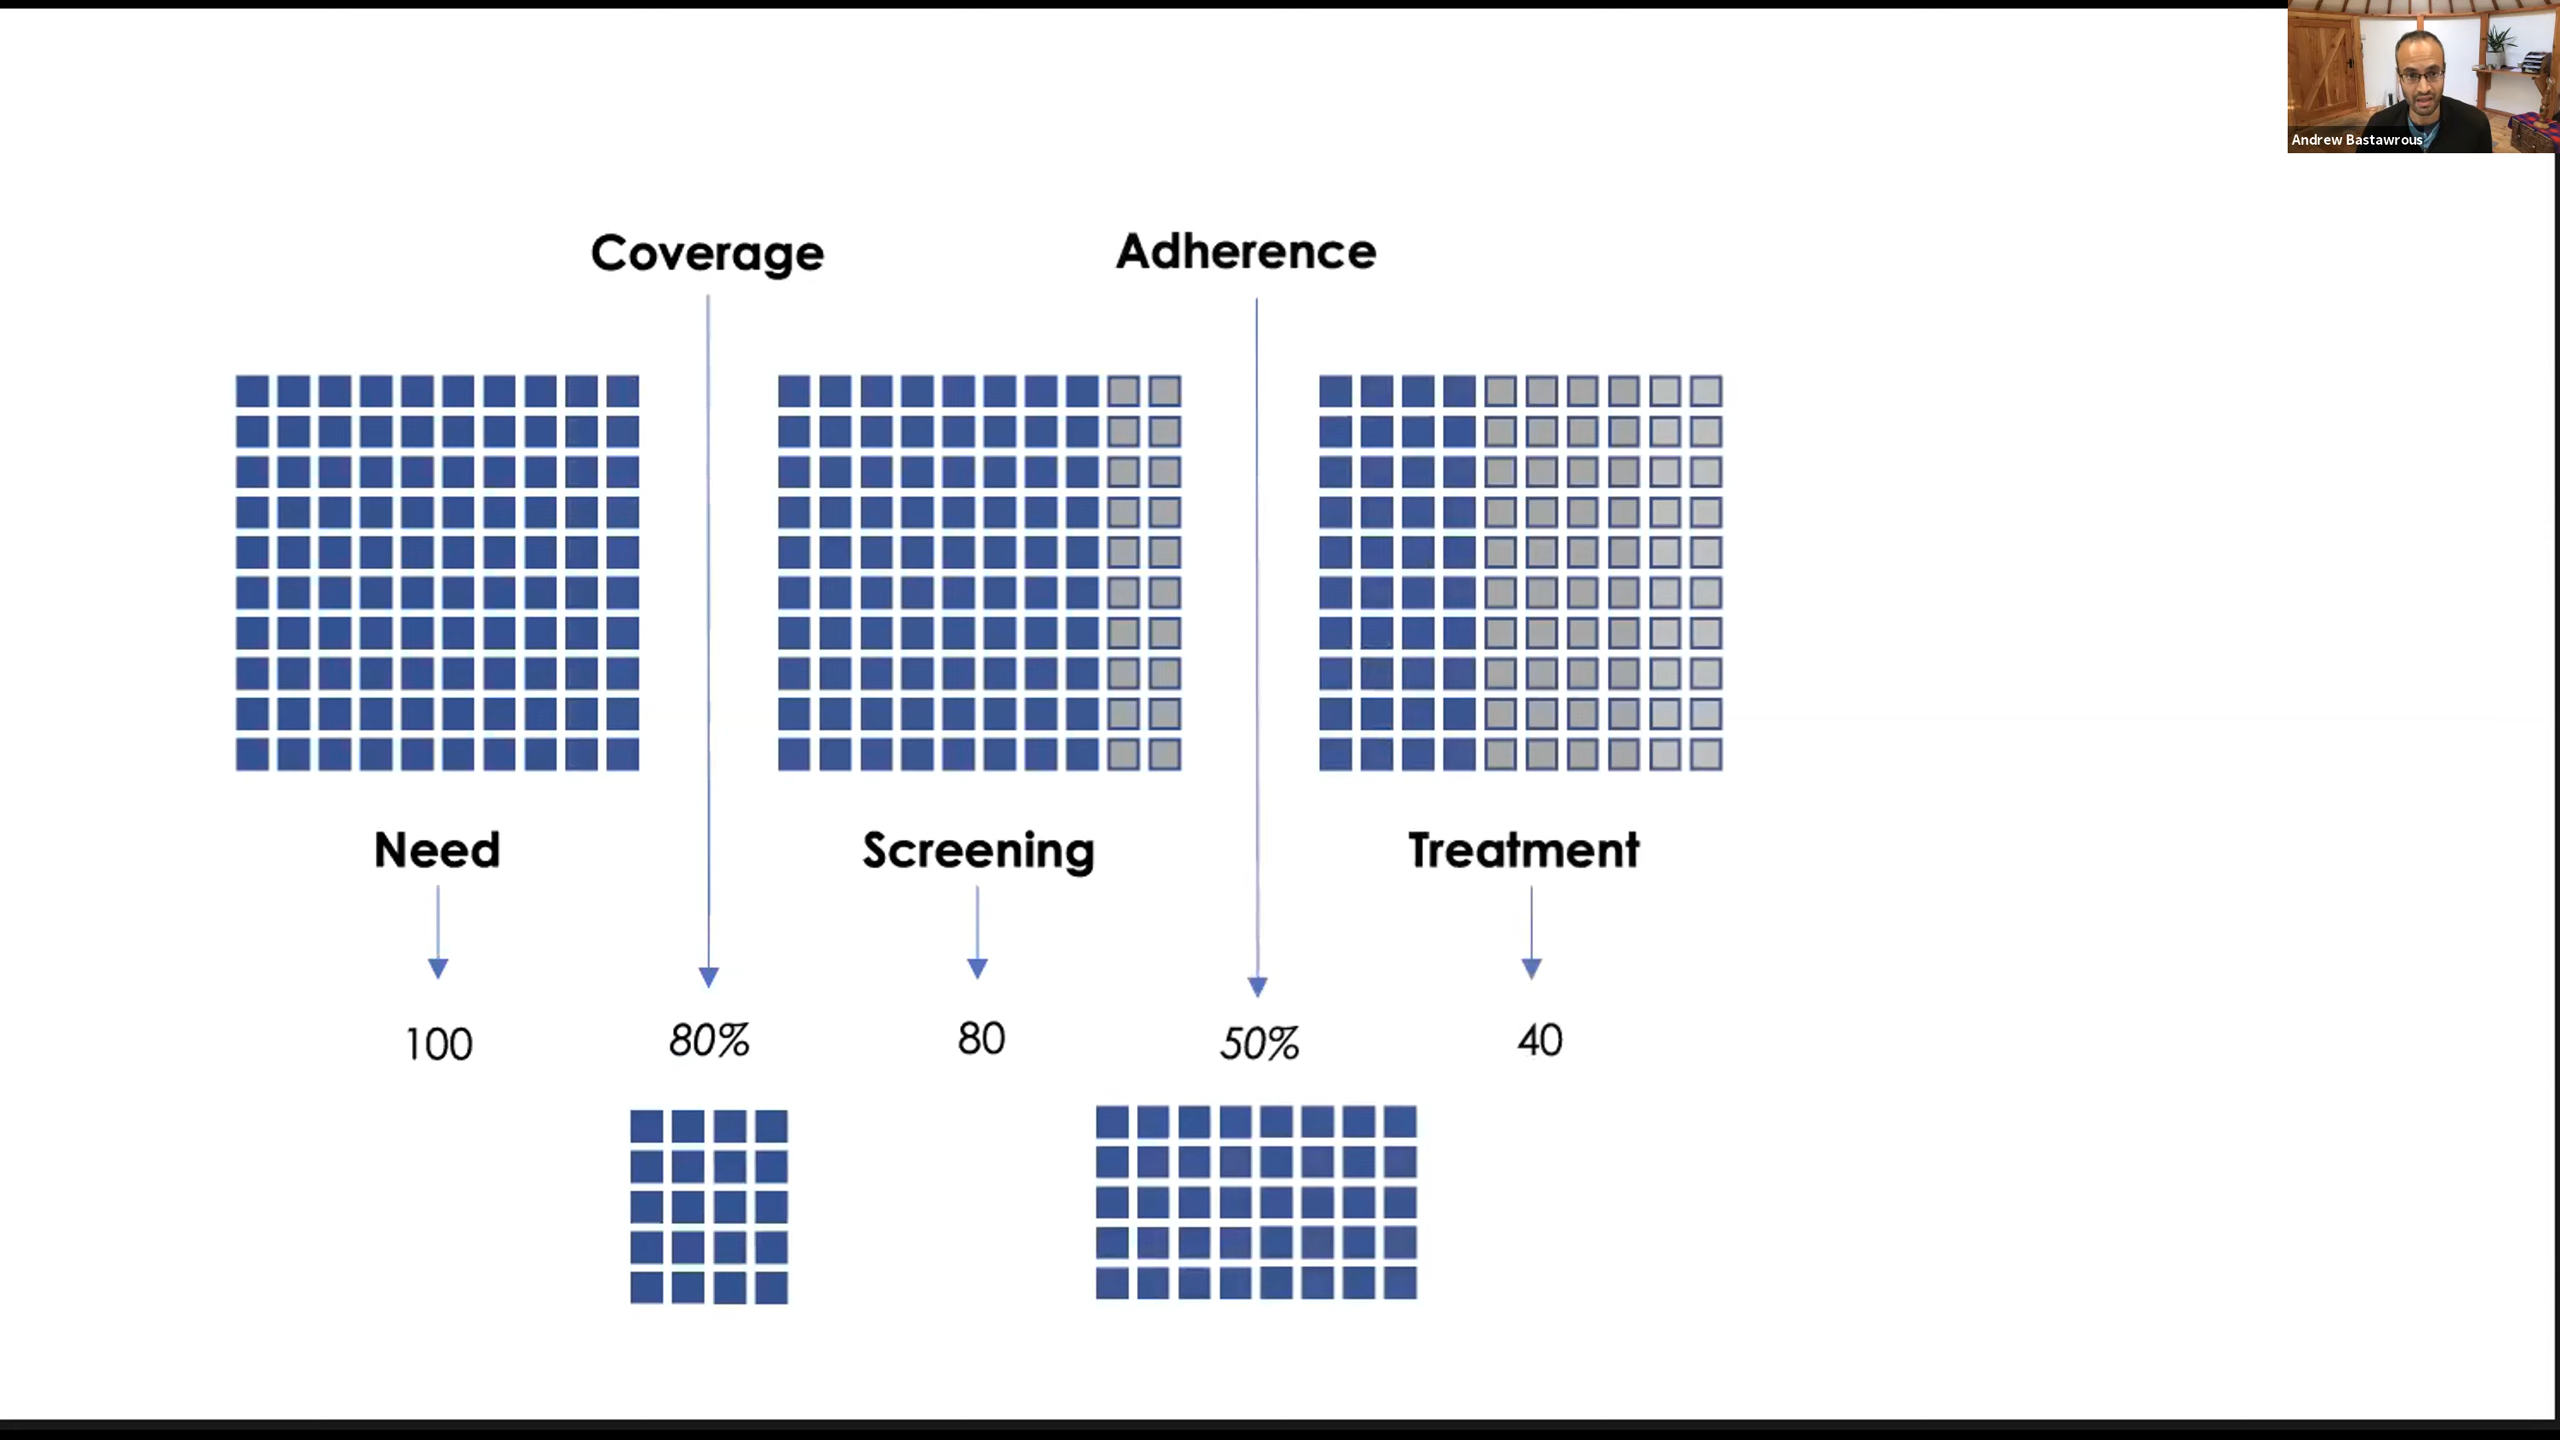 Andrew Bastawrous
Coverage
Adherence
Need
Screening
Treatment
100
80%
80
50%
40